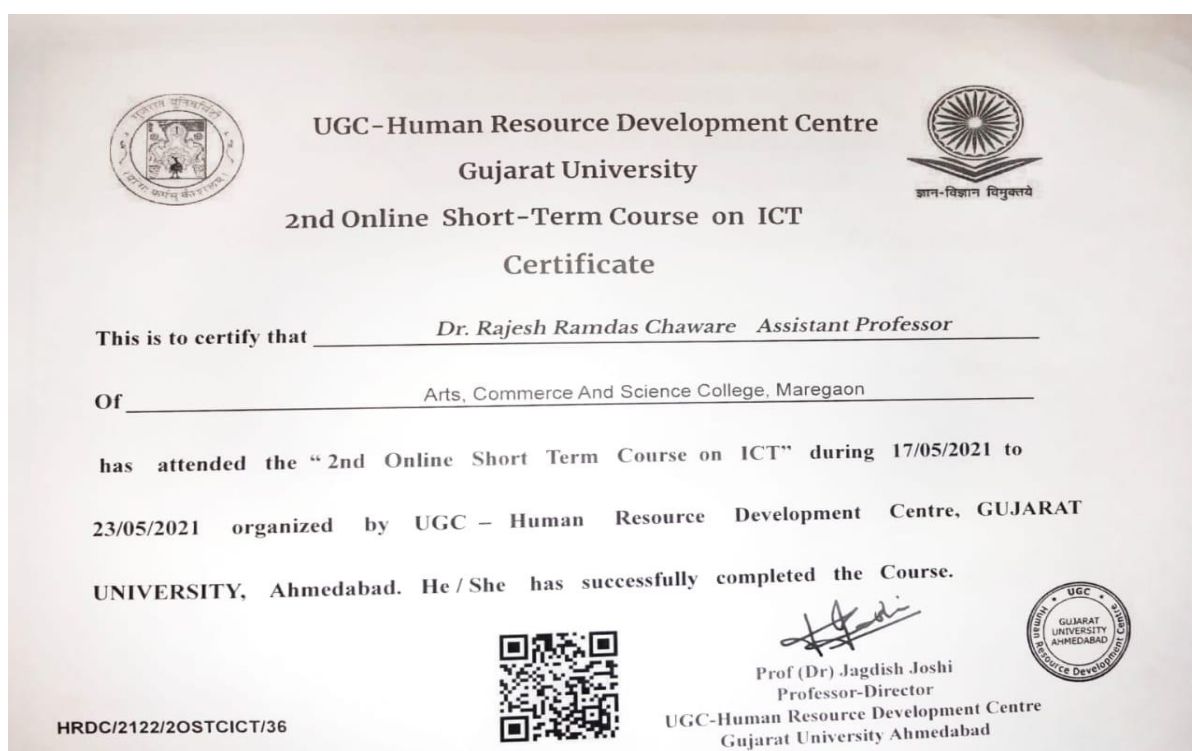 गुजरात युनिवर्सिटी
UGC-Human Resource Development Centre
Gujarat University
2nd Online Short-Term Course on ICT
Certificate
ज्ञान-विज्ञान विमुक्तये
This is to certify that Dr. Rajesh Ramdas Chaware Assistant Professor
Of Arts, Commerce And Science College, Maregaon
has attended the “2nd Online Short Term Course on ICT” during 17/05/2021 to
23/05/2021 organized by UGC – Human Resource Development Centre, GUJARAT
UNIVERSITY, Ahmedabad. He / She has successfully completed the Course.
Prof (Dr) Jagdish Joshi
Professor-Director
UGC-Human Resource Development Centre
Gujarat University Ahmedabad
UGC
Human Resource Development Centre
GUJARAT
UNIVERSITY
AHMEDABAD
HRDC/2122/2OSTCICT/36